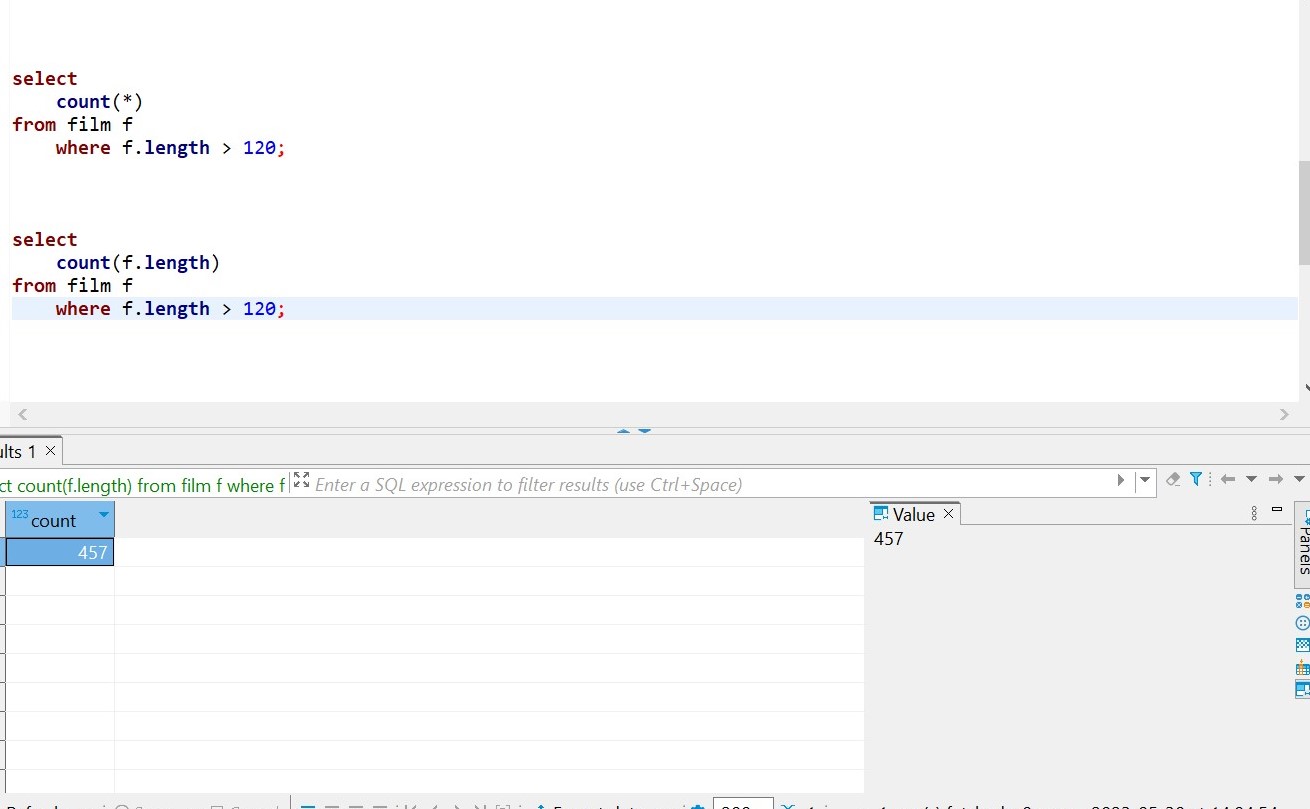 select
count(*)
from film f
where f.length > 120;
select
count(f.length)
from film f
where f.length > 120;
ults 1
ct count(f.length) from film f where f
Enter a SQL expression to filter results (use Ctrl+Space)
123 count
Value
457
457
Panels